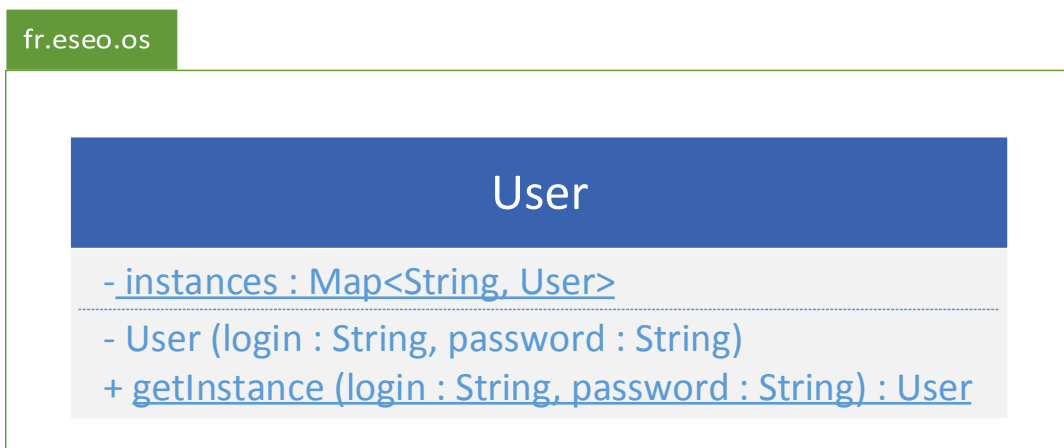 fr.eseo.os
User
- instances : Map<String, User>
- User (login : String, password : String)
+ getInstance (login : String, password : String) : User